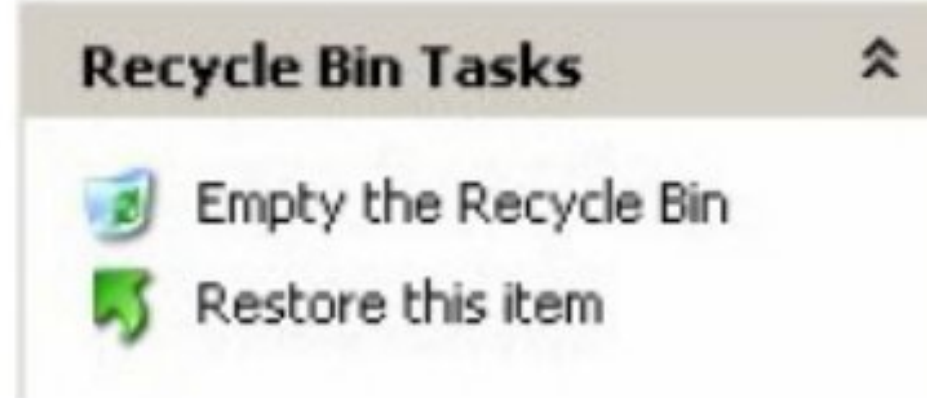 Recycle Bin Tasks
Empty the Recycle Bin
Restore this item